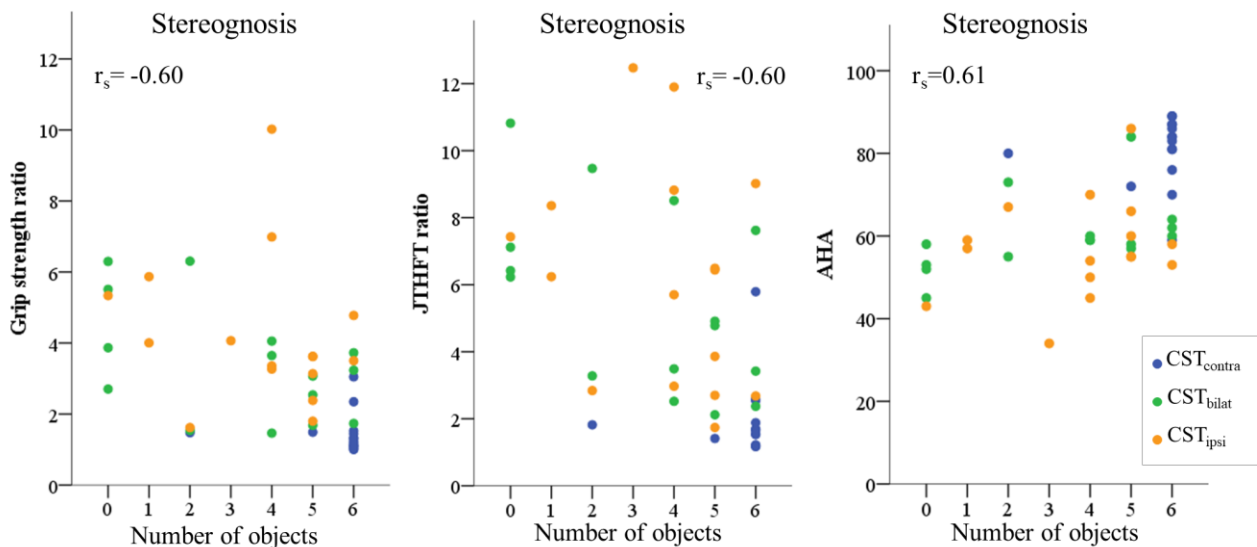 Stereognosis
r_s= -0.60
Grip strength ratio
12
10
8
6
4
2
0
0 1 2 3 4 5 6
Number of objects
Stereognosis
r_s= -0.60
JTHFT ratio
12
10
8
6
4
2
0
0 1 2 3 4 5 6
Number of objects
Stereognosis
r_s=0.61
AHA
100
80
60
40
20
0
0 1 2 3 4 5 6
Number of objects
CST_contra
CST_bilat
CST_ipsi